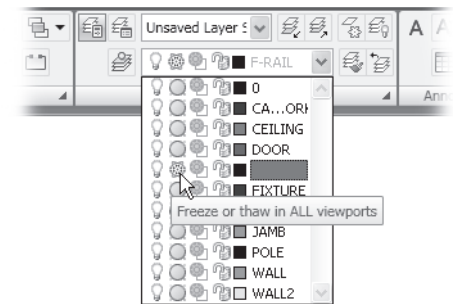 Unsaved Layer S
A
F-RAIL
0
CA...ORK
Ann
CEILING
DOOR
FIXTURE
Freeze or thaw in ALL viewports
JAMB
POLE
WALL
WALL2